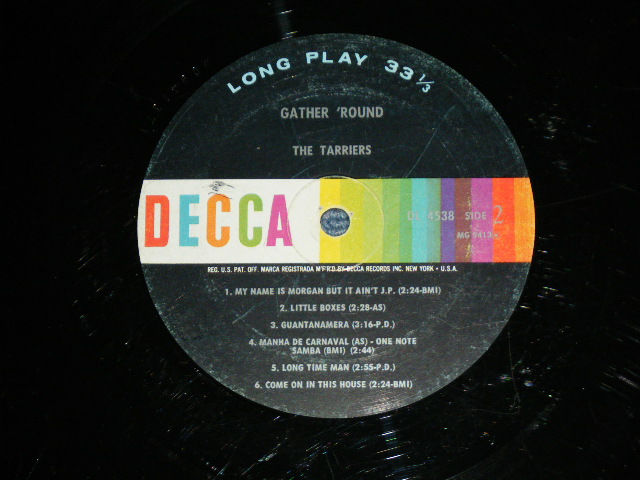 LONG PLAY 33⅓
GATHER 'ROUND
THE TARRIERS
DECCA
4538 SIDE 2
REG. U.S. PAT. OFF. MARCA REGISTRADA M'F'R'D BY DECCA RECORDS INC. NEW YORK • U.S.A.
1. MY NAME IS MORGAN BUT IT AIN'T J.P. (2:24-BMI)
2. LITTLE BOXES (2:28-AS)
3. GUANTANAMERA (3:16-P.D.)
4. MANHA DE CARNAVAL (AS) - ONE NOTE
SAMBA (BMI) (2:44)
5. LONG TIME MAN (2:55-P.D.)
6. COME ON IN THIS HOUSE (2:24-BMI)